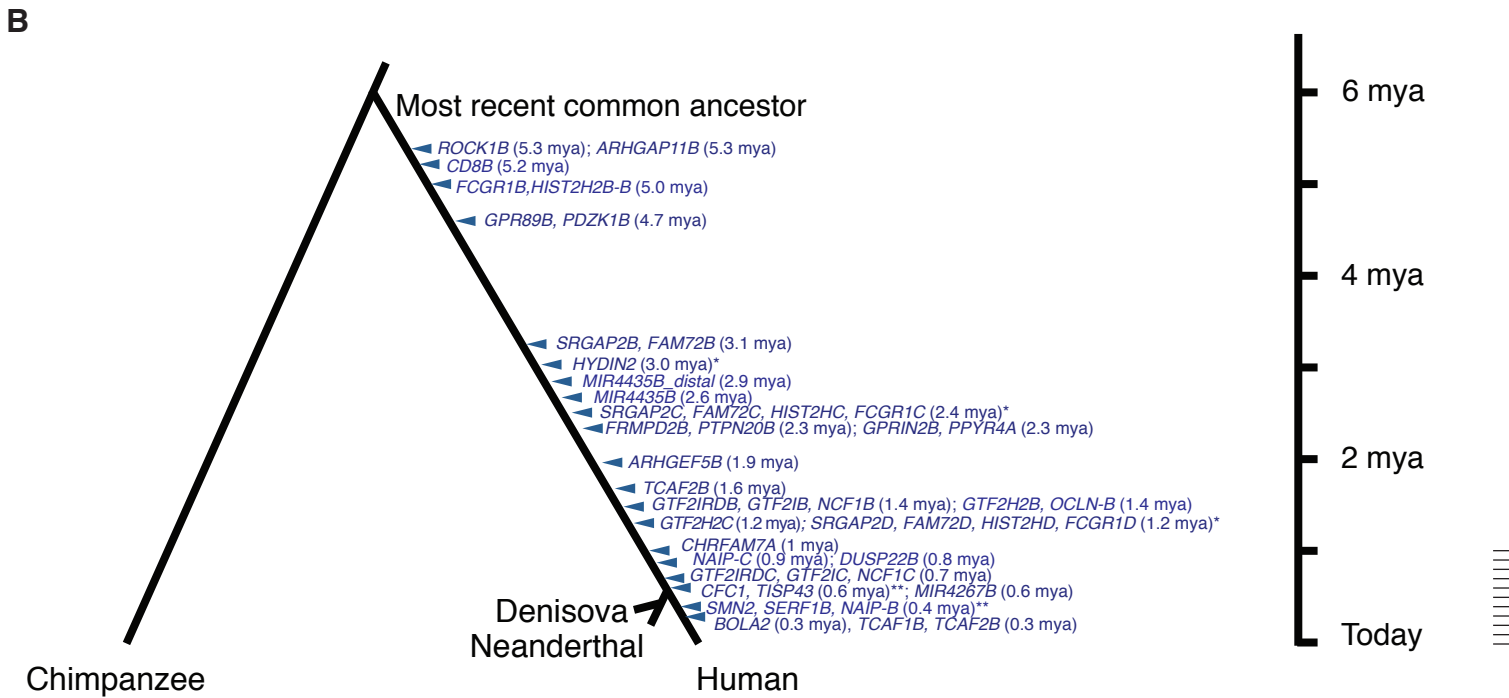 B
Most recent common ancestor
ROCK1B (5.3 mya); ARHGAP11B (5.3 mya)
CD8B (5.2 mya)
FCGR1B,HIST2H2B-B (5.0 mya)
GPR89B, PDZK1B (4.7 mya)
SRGAP2B, FAM72B (3.1 mya)
HYDIN2 (3.0 mya)*
MIR4435B_distal (2.9 mya)
MIR4435B (2.6 mya)
SRGAP2C, FAM72C, HIST2HC, FCGR1C (2.4 mya)*
FRMPD2B, PTPN20B (2.3 mya); GPRIN2B, PPYR4A (2.3 mya)
ARHGEF5B (1.9 mya)
TCAF2B (1.6 mya)
GTF2IRDB, GTF2IB, NCF1B (1.4 mya); GTF2H2B, OCLN-B (1.4 mya)
GTF2H2C (1.2 mya); SRGAP2D, FAM72D, HIST2HD, FCGR1D (1.2 mya)*
CHRFAM7A (1 mya)
NAIP-C (0.9 mya); DUSP22B (0.8 mya)
GTF2IRDC, GTF2IC, NCF1C (0.7 mya)
CFC1, TISP43 (0.6 mya)**; MIR4267B (0.6 mya)
SMN2, SERF1B, NAIP-B (0.4 mya)**
BOLA2 (0.3 mya), TCAF1B, TCAF2B (0.3 mya)
Denisova
Neanderthal
Chimpanzee
Human
6 mya
4 mya
2 mya
Today